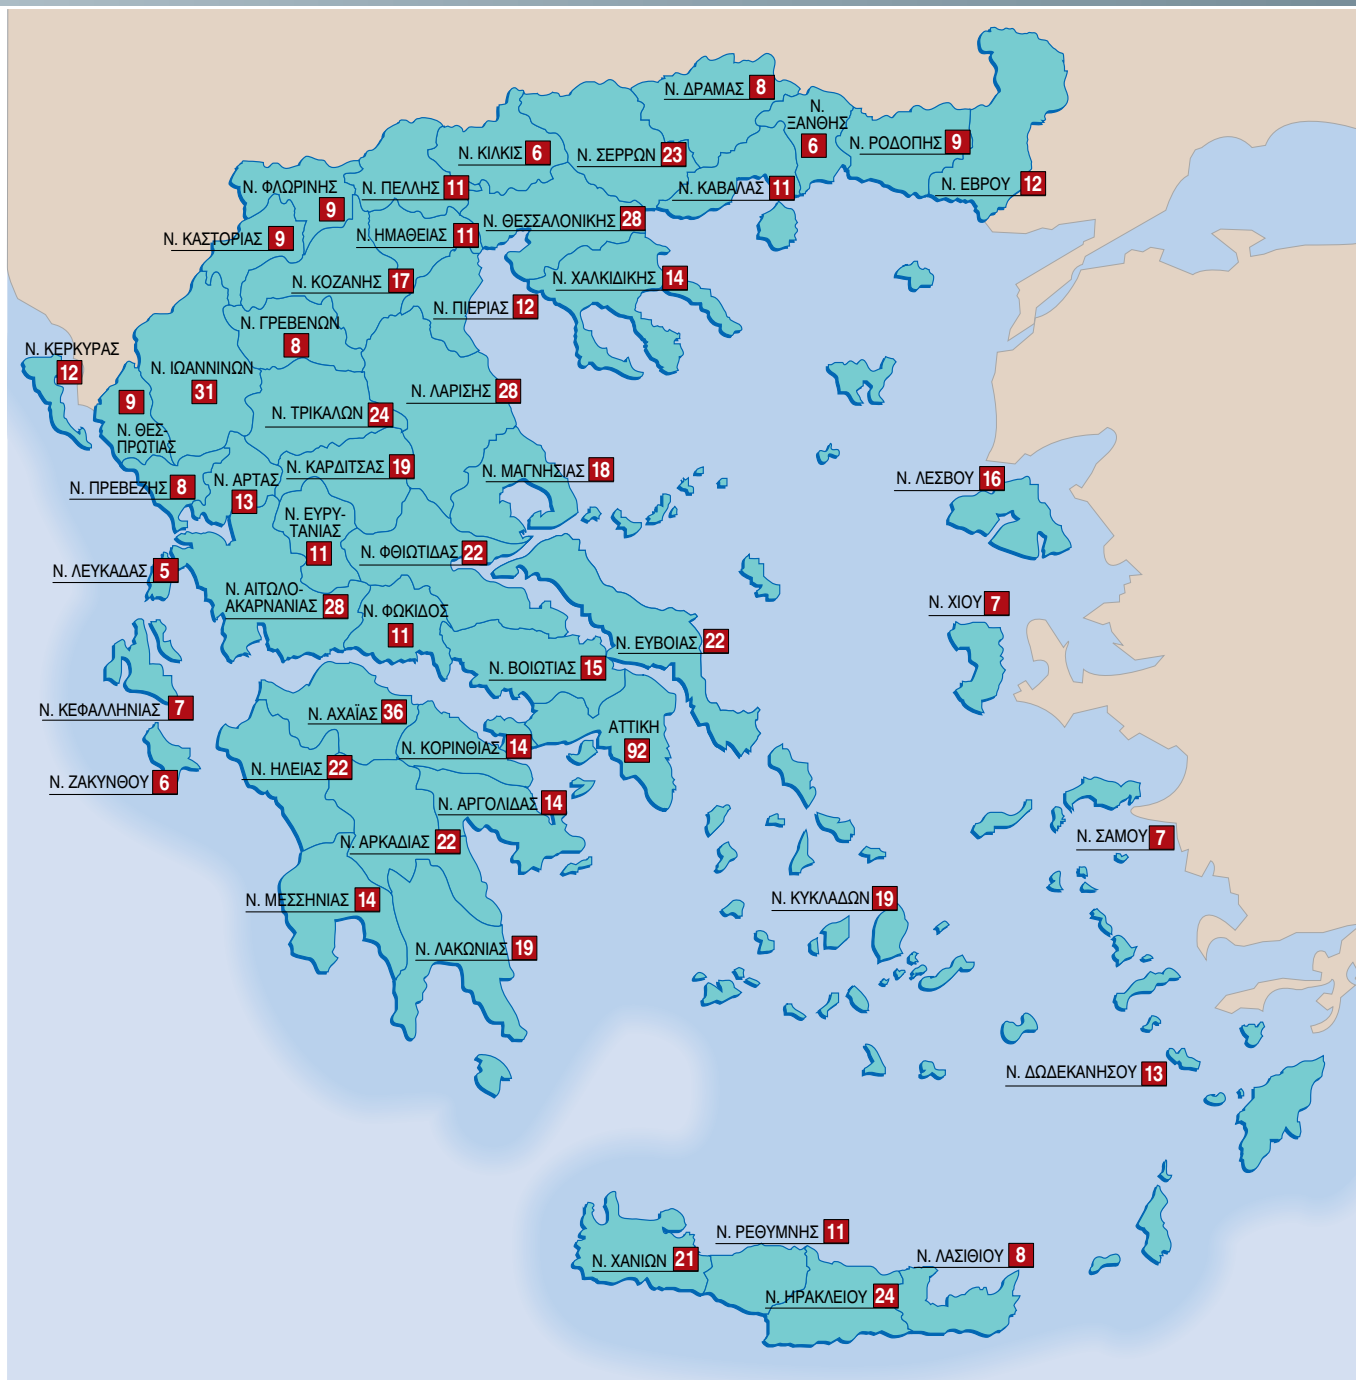 Ν. ΔΡΑΜΑΣ 8
Ν.
ΞΑΝΘΗΣ
6
Ν. ΡΟΔΟΠΗΣ 9
Ν. ΚΙΛΚΙΣ 6
Ν. ΣΕΡΡΩΝ 23
Ν. ΦΛΩΡΙΝΗΣ
9
Ν. ΠΕΛΛΗΣ 11
Ν. ΚΑΒΑΛΑΣ 11
Ν. ΕΒΡΟΥ 12
Ν. ΘΕΣΣΑΛΟΝΙΚΗΣ 28
Ν. ΚΑΣΤΟΡΙΑΣ 9
Ν. ΗΜΑΘΕΙΑΣ 11
Ν. ΚΟΖΑΝΗΣ 17
Ν. ΧΑΛΚΙΔΙΚΗΣ 14
Ν. ΠΙΕΡΙΑΣ 12
Ν. ΓΡΕΒΕΝΩΝ
8
Ν. ΚΕΡΚΥΡΑΣ
12
Ν. ΙΩΑΝΝΙΝΩΝ
31
Ν. ΛΑΡΙΣΗΣ 28
9
Ν. ΘΕΣ-
ΠΡΩΤΙΑΣ
Ν. ΤΡΙΚΑΛΩΝ 24
Ν. ΚΑΡΔΙΤΣΑΣ 19
Ν. ΜΑΓΝΗΣΙΑΣ 18
Ν. ΛΕΣΒΟΥ 16
Ν. ΠΡΕΒΕΖΗΣ 8
Ν. ΑΡΤΑΣ
13
Ν. ΕΥΡΥ-
ΤΑΝΙΑΣ
11
Ν. ΦΘΙΩΤΙΔΑΣ 22
Ν. ΛΕΥΚΑΔΑΣ 5
Ν. ΑΙΤΩΛΟ-
ΑΚΑΡΝΑΝΙΑΣ 28
Ν. ΦΩΚΙΔΟΣ
11
Ν. ΧΙΟΥ 7
Ν. ΕΥΒΟΙΑΣ 22
Ν. ΒΟΙΩΤΙΑΣ 15
Ν. ΚΕΦΑΛΛΗΝΙΑΣ 7
Ν. ΑΧΑΪΑΣ 36
ΑΤΤΙΚΗ
92
Ν. ΚΟΡΙΝΘΙΑΣ 14
Ν. ΗΛΕΙΑΣ 22
Ν. ΖΑΚΥΝΘΟΥ 6
Ν. ΑΡΓΟΛΙΔΑΣ 14
Ν. ΣΑΜΟΥ 7
Ν. ΑΡΚΑΔΙΑΣ 22
Ν. ΜΕΣΣΗΝΙΑΣ 14
Ν. ΚΥΚΛΑΔΩΝ 19
Ν. ΛΑΚΩΝΙΑΣ 19
Ν. ΔΩΔΕΚΑΝΗΣΟΥ 13
Ν. ΡΕΘΥΜΝΗΣ 11
Ν. ΧΑΝΙΩΝ 21
Ν. ΛΑΣΙΘΙΟΥ 8
Ν. ΗΡΑΚΛΕΙΟΥ 24